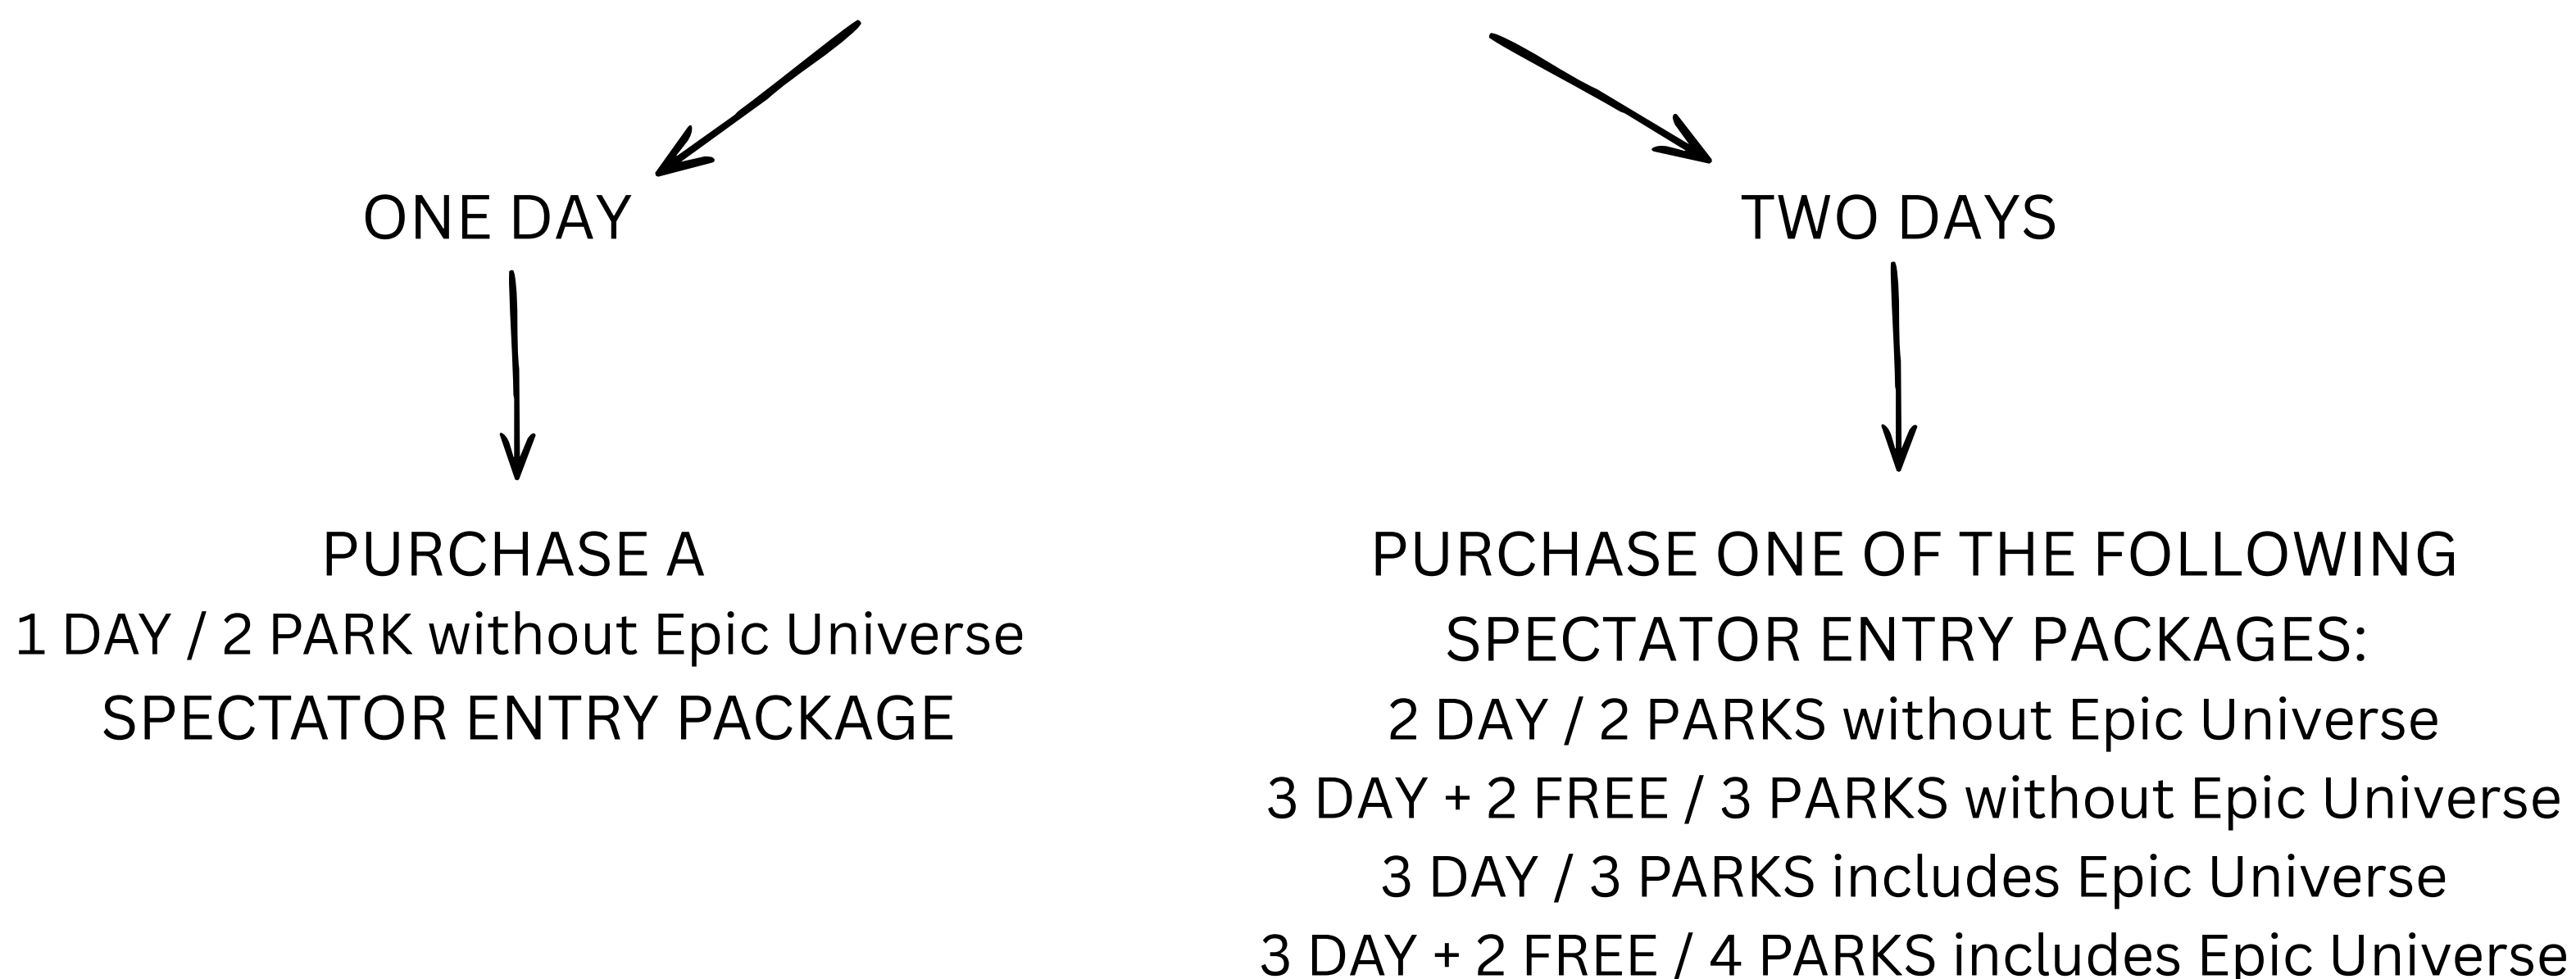 ONE DAY
PURCHASE A
1 DAY / 2 PARK without Epic Universe
SPECTATOR ENTRY PACKAGE
TWO DAYS
PURCHASE ONE OF THE FOLLOWING
SPECTATOR ENTRY PACKAGES:
2 DAY / 2 PARKS without Epic Universe
3 DAY + 2 FREE / 3 PARKS without Epic Universe
3 DAY / 3 PARKS includes Epic Universe
3 DAY + 2 FREE / 4 PARKS includes Epic Universe